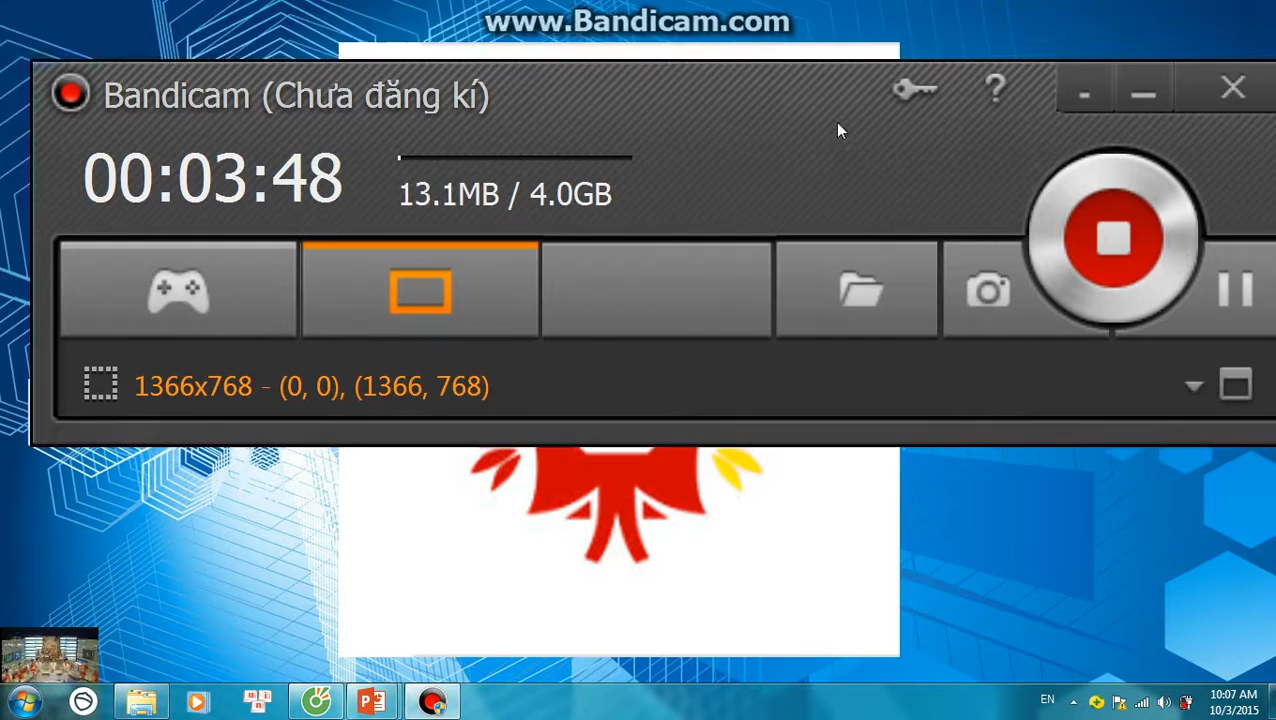 www.Bandicam.com
Bandicam (Chưa đăng kí)
00:03:48
13.1MB / 4.0GB
1366x768 - (0, 0), (1366, 768)
EN
10:07 AM
10/3/2015